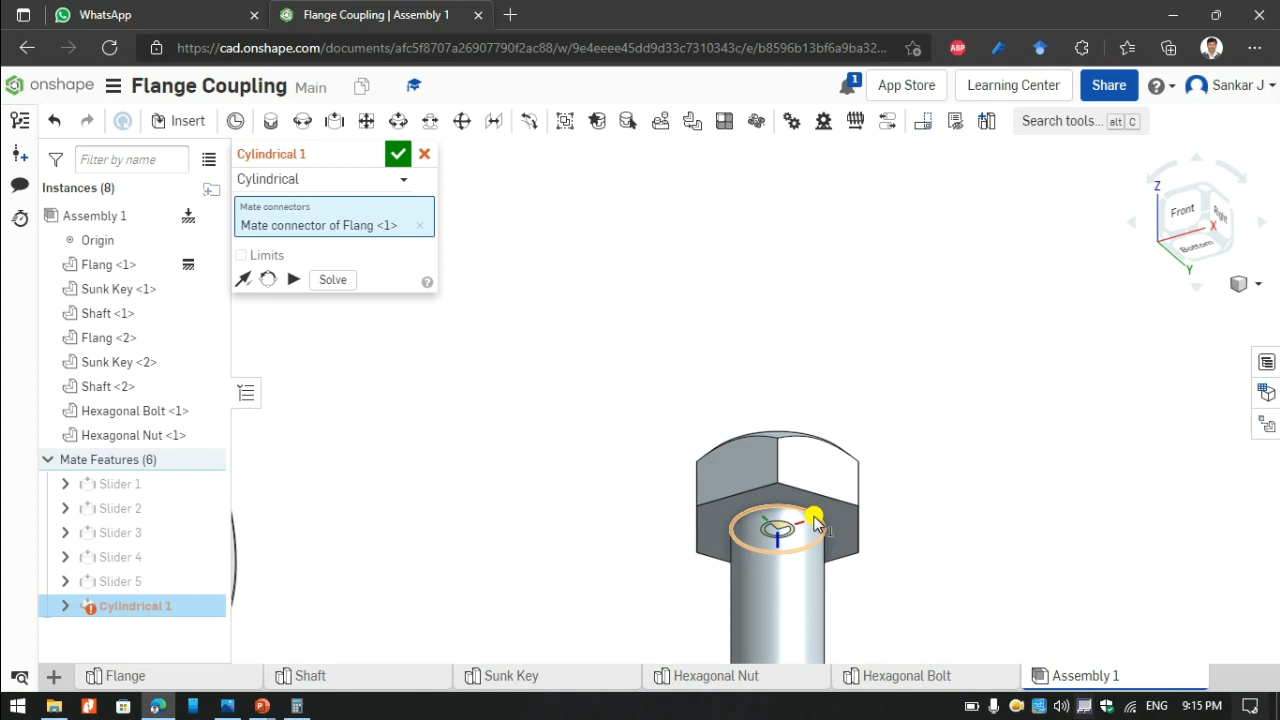 WhatsApp
Flange Coupling | Assembly 1
https://cad.onshape.com/documents/afc5f8707a26907790f2ac88/w/9e4eeee45dd9d33c7310343c/e/b8596b13bf6a9ba32...
ABP
onshape
Flange Coupling Main
1
App Store
Learning Center
Share
Sankar J
Insert
Search tools... alt C
Filter by name
Instances (8)
Assembly 1
Origin
Flang <1>
Sunk Key <1>
Shaft <1>
Flang <2>
Sunk Key <2>
Shaft <2>
Hexagonal Bolt <1>
Hexagonal Nut <1>
Mate Features (6)
Slider 1
Slider 2
Slider 3
Slider 4
Slider 5
Cylindrical 1
Cylindrical 1
Cylindrical
Mate connectors
Mate connector of Flang <1>
Limits
Solve
Z
Front
Right
X
Bottom
Y
1
Flange
Shaft
Sunk Key
Hexagonal Nut
Hexagonal Bolt
Assembly 1
ENG
9:15 PM